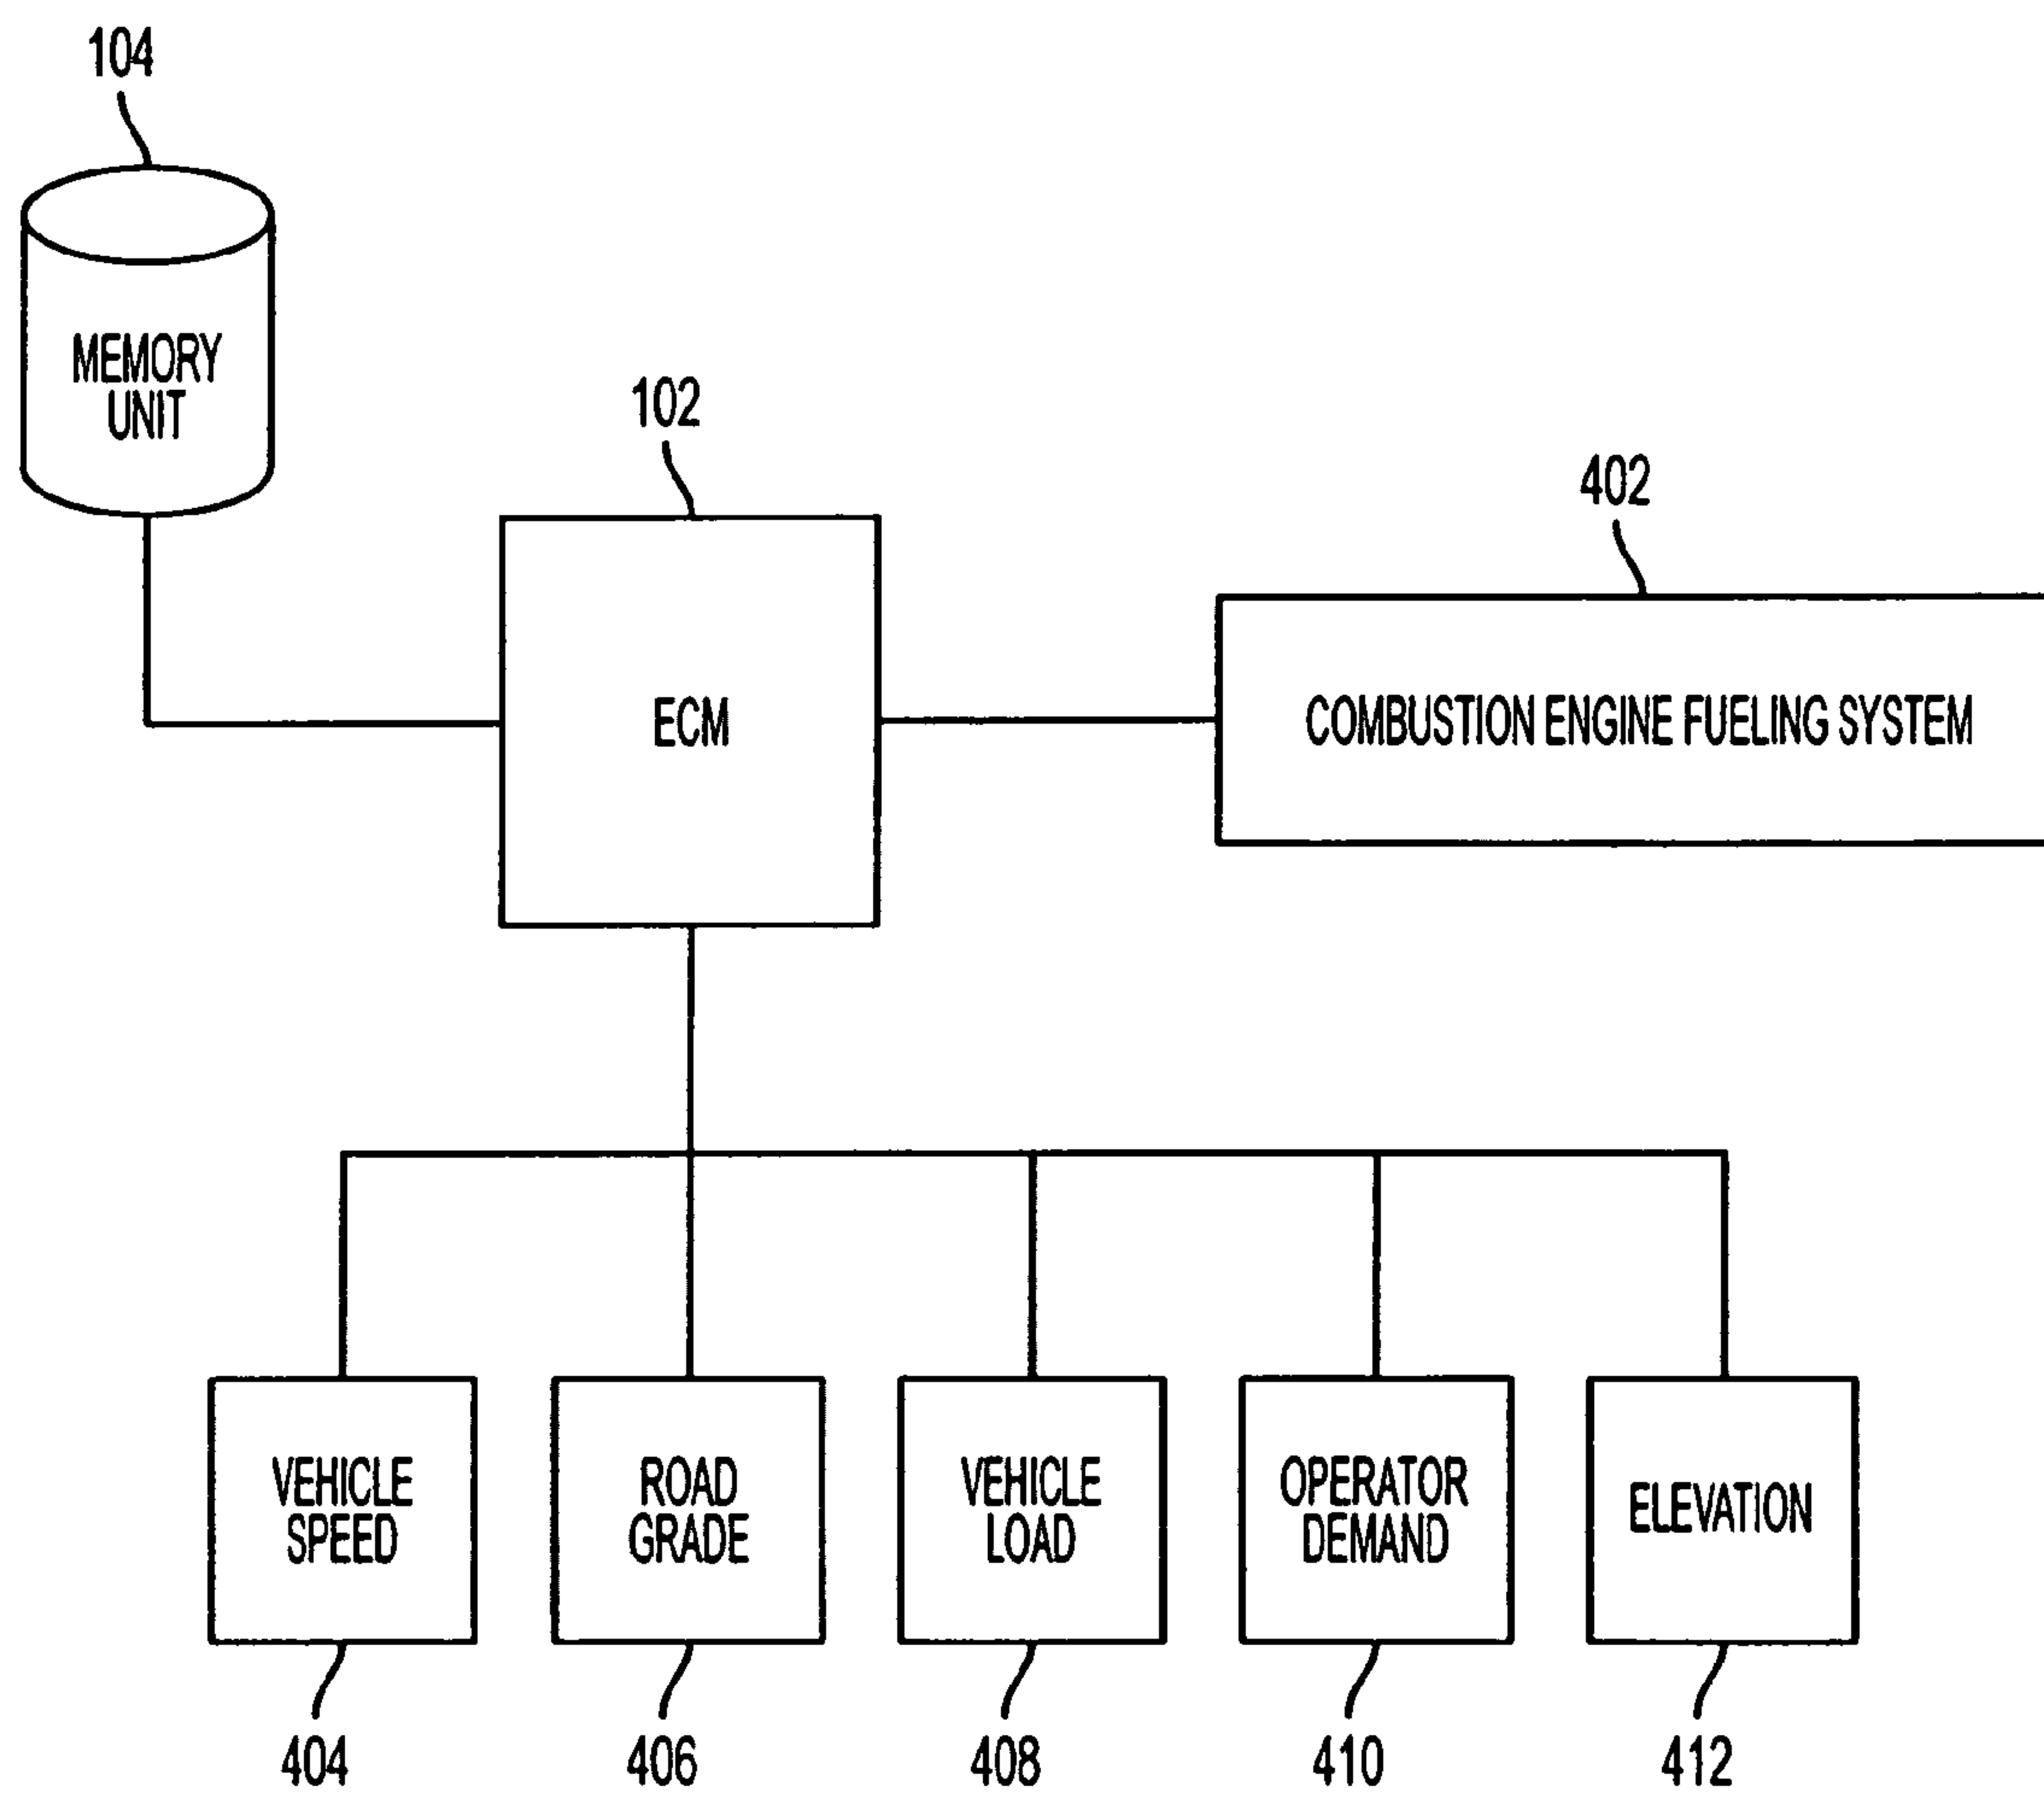 104
MEMORY
UNIT
102
ECM
402
COMBUSTION ENGINE FUELING SYSTEM
VEHICLE
SPEED
ROAD
GRADE
VEHICLE
LOAD
OPERATOR
DEMAND
ELEVATION
404
406
408
410
412